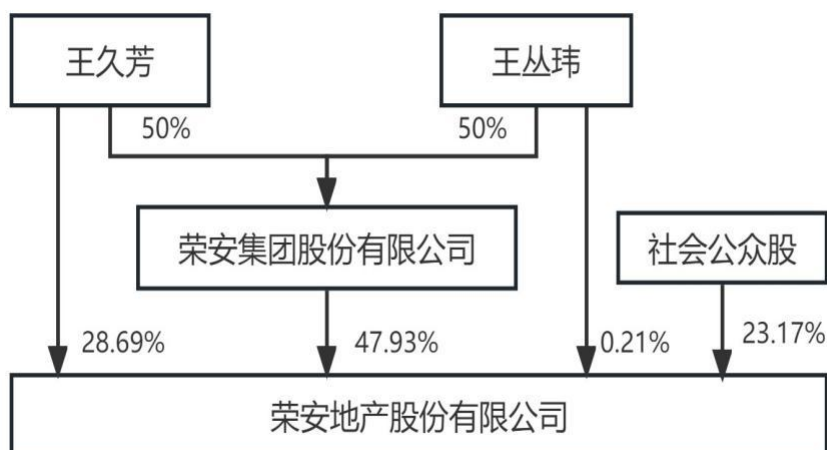 王久芳
王丛玮
50%
50%
荣安集团股份有限公司
社会公众股
28.69%
47.93%
0.21%
23.17%
荣安地产股份有限公司